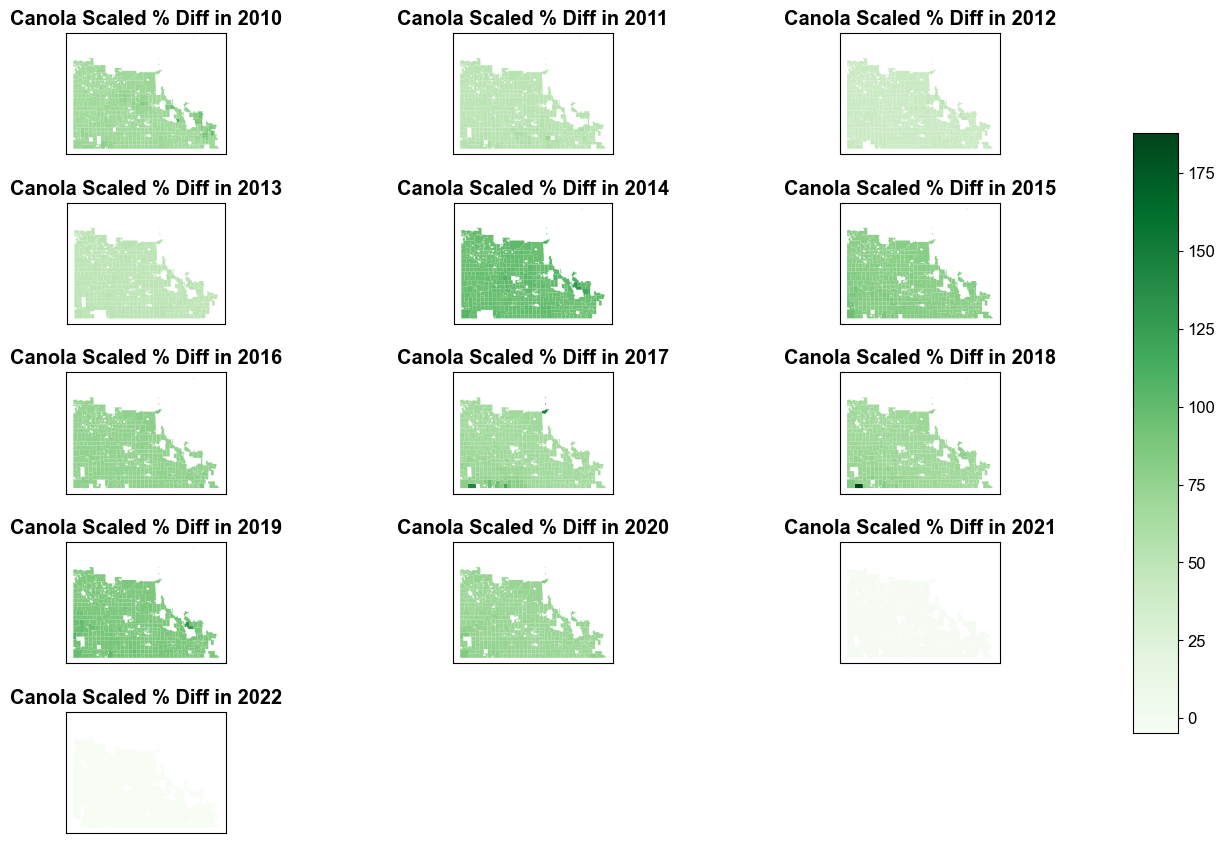 Canola Scaled % Diff in 2010
Canola Scaled % Diff in 2011
Canola Scaled % Diff in 2012
Canola Scaled % Diff in 2013
Canola Scaled % Diff in 2014
Canola Scaled % Diff in 2015
Canola Scaled % Diff in 2016
Canola Scaled % Diff in 2017
Canola Scaled % Diff in 2018
Canola Scaled % Diff in 2019
Canola Scaled % Diff in 2020
Canola Scaled % Diff in 2021
Canola Scaled % Diff in 2022
175
150
125
100
75
50
25
0